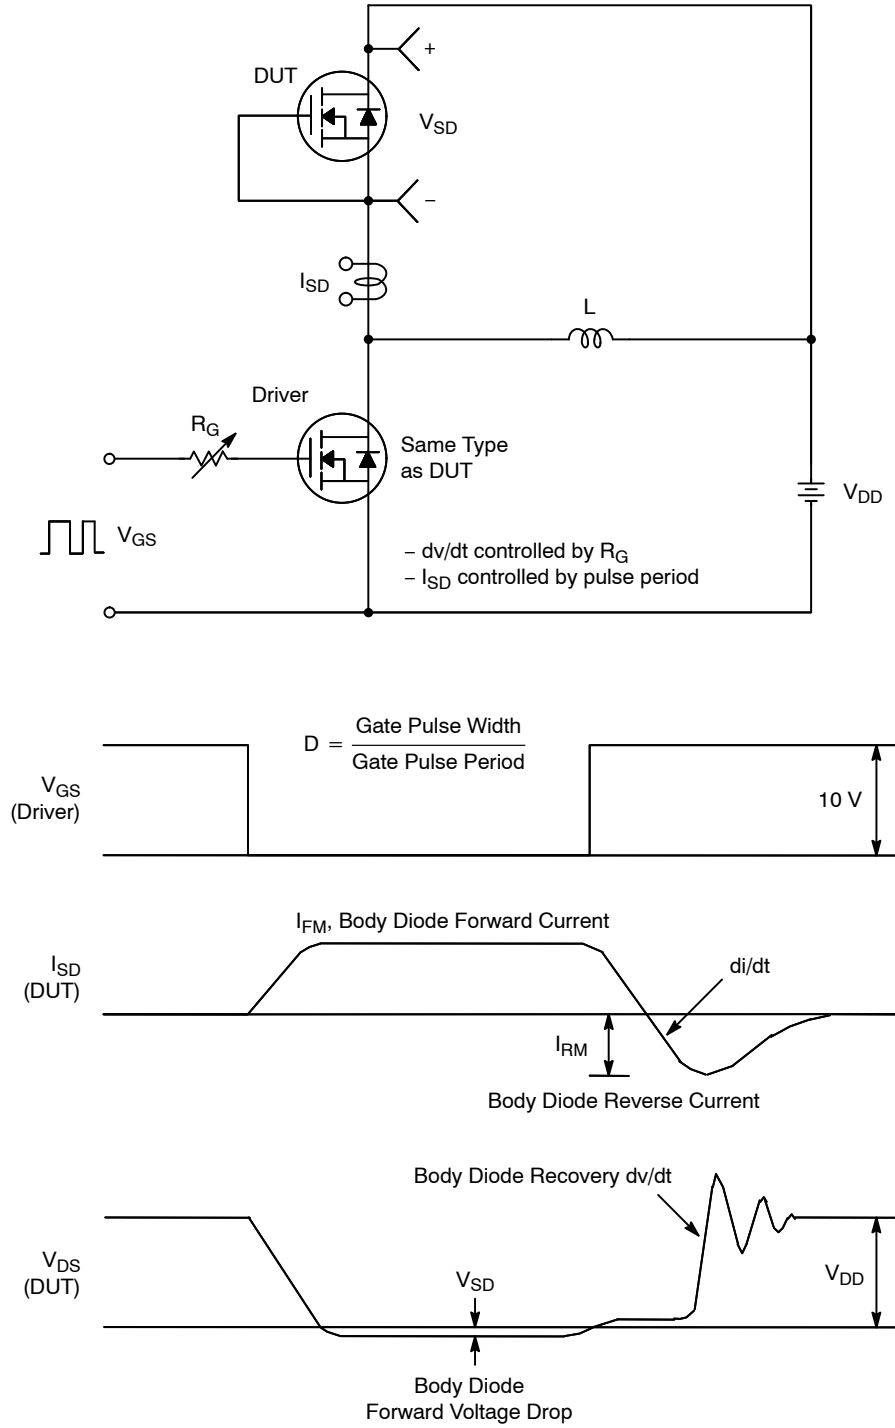 +
DUT
V_SD
−
I_SD
L
Driver
R_G
Same Type
as DUT
V_DD
V_GS
− dv/dt controlled by R_G
− I_SD controlled by pulse period
D = Gate Pulse Width
Gate Pulse Period
V_GS
(Driver)
10 V
I_FM, Body Diode Forward Current
I_SD
(DUT)
di/dt
I_RM
Body Diode Reverse Current
Body Diode Recovery dv/dt
V_DS
(DUT)
V_SD
V_DD
Body Diode
Forward Voltage Drop